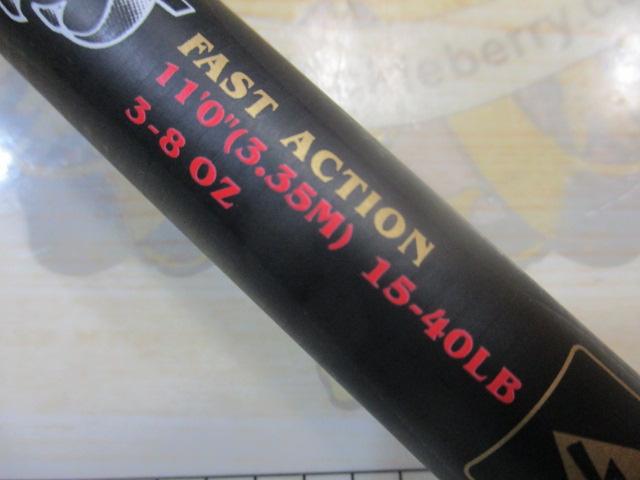 FAST ACTION
11'0"(3.35M) 15-40LB
3-8 OZ